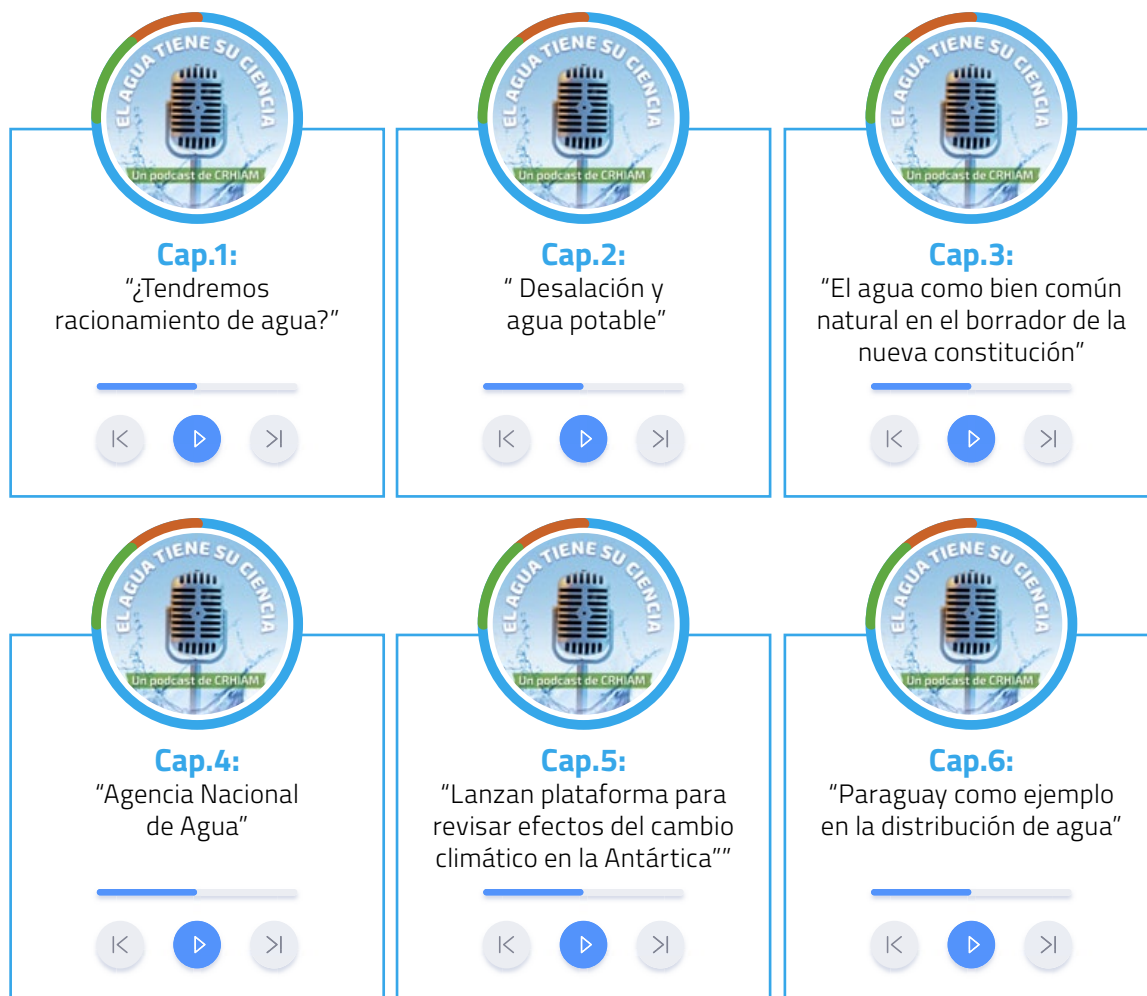 EL AGUA TIENE SU CIENCIA
Un podcast de CRHIAM
Cap.1:
“¿Tendremos
racionamiento de agua?”
EL AGUA TIENE SU CIENCIA
Un podcast de CRHIAM
Cap.2:
“ Desalación y
agua potable”
EL AGUA TIENE SU CIENCIA
Un podcast de CRHIAM
Cap.3:
“El agua como bien común
natural en el borrador de la
nueva constitución”
EL AGUA TIENE SU CIENCIA
Un podcast de CRHIAM
Cap.4:
“Agencia Nacional
de Agua”
EL AGUA TIENE SU CIENCIA
Un podcast de CRHIAM
Cap.5:
“Lanzan plataforma para
revisar efectos del cambio
climático en la Antártica””
EL AGUA TIENE SU CIENCIA
Un podcast de CRHIAM
Cap.6:
“Paraguay como ejemplo
en la distribución de agua”